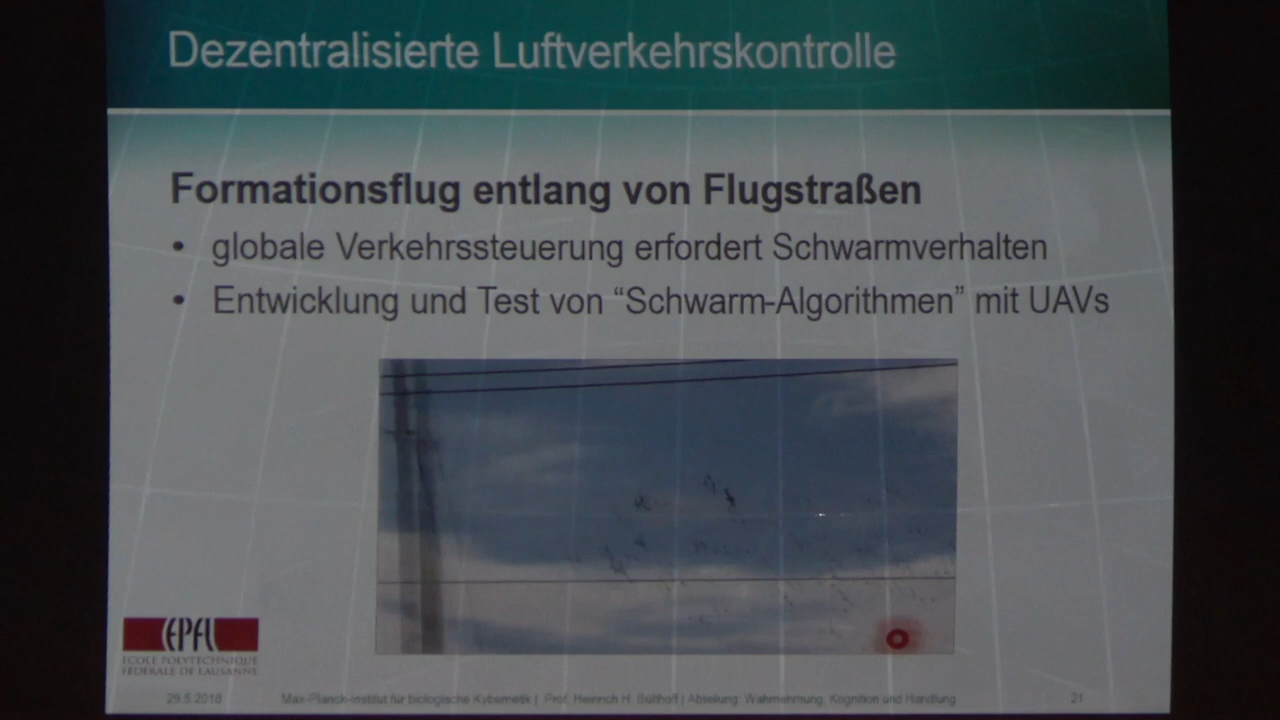 Dezentralisierte Luftverkehrskontrolle
Formationsflug entlang von Flugstraßen
• globale Verkehrssteuerung erfordert Schwarmverhalten
• Entwicklung und Test von “Schwarm-Algorithmen” mit UAVs
EPFL
ECOLE POLYTECHNIQUE
FEDERALE DE LAUSANNE
29.5.2018 Max-Planck-Institut für biologische Kybernetik | Prof. Heinrich H. Bülthoff | Abteilung: Wahrnehmung, Kognition und Handlung 21